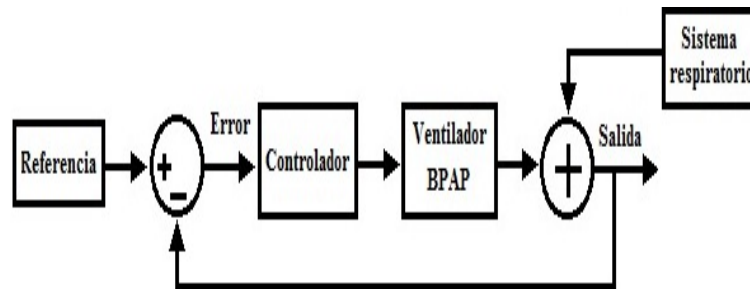 Sistema
respiratorio
Error
Salida
Referencia
+
-
Controlador
Ventilador
BPAP
+